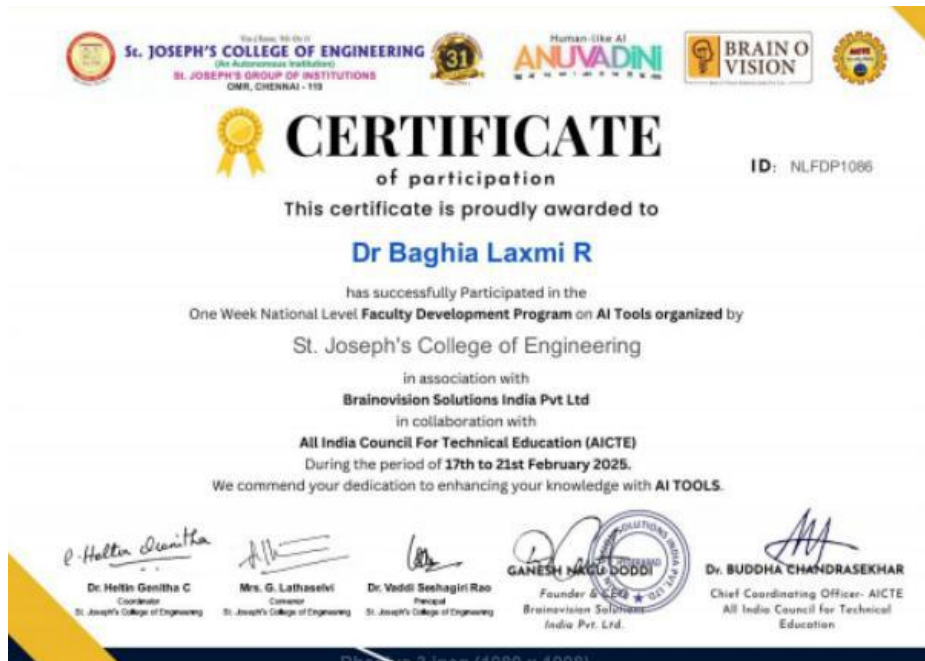 St. JOSEPH'S COLLEGE OF ENGINEERING
(An Autonomous Institution)
St. JOSEPH'S GROUP OF INSTITUTIONS
OMR, CHENNAI - 119
31
Human-Like AI
ANUVADINI
BRAIN O
VISION
CERTIFICATE
of participation
ID: NLFDP1086
This certificate is proudly awarded to
Dr Baghia Laxmi R
has successfully Participated in the
One Week National Level Faculty Development Program on AI Tools organized by
St. Joseph's College of Engineering
in association with
Brainovision Solutions India Pvt Ltd
in collaboration with
All India Council For Technical Education (AICTE)
During the period of 17th to 21st February 2025.
We commend your dedication to enhancing your knowledge with AI TOOLS.
Dr. Heltin Genitha C
Coordinator
St. Joseph's College of Engineering
Mrs. G. Lathaselvi
Convenor
St. Joseph's College of Engineering
Dr. Vaddi Seshagiri Rao
Principal
St. Joseph's College of Engineering
GANESH NAGU DODDI
Founder & CEO
Brainovision Solutions
India Pvt. Ltd.
Dr. BUDDHA CHANDRASEKHAR
Chief Coordinating Officer- AICTE
All India Council for Technical
Education